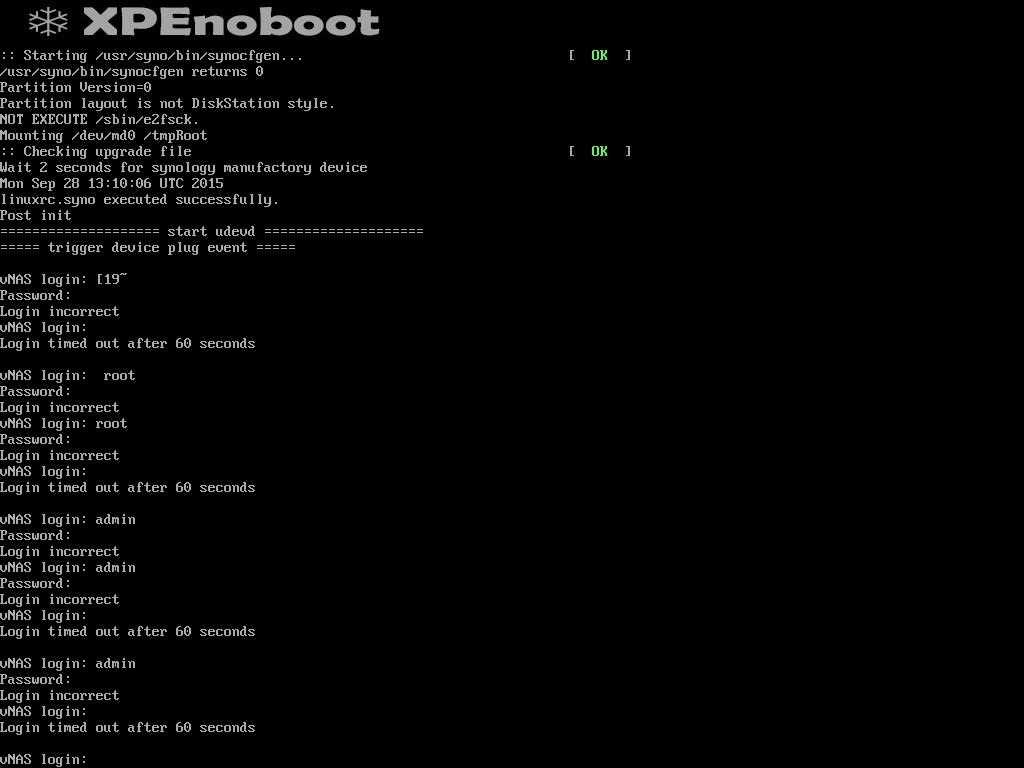 XPEnoboot
:: Starting /usr/syno/bin/synocfgen... [ OK ]
/usr/syno/bin/synocfgen returns 0
Partition Version=0
Partition layout is not DiskStation style.
NOT EXECUTE /sbin/e2fsck.
Mounting /dev/md0 /tmpRoot
:: Checking upgrade file [ OK ]
Wait 2 seconds for synology manufactory device
Mon Sep 28 13:10:06 UTC 2015
linuxrc.syno executed successfully.
Post init
==================== start udevd ====================
===== trigger device plug event =====
vNAS login: [19~
Password:
Login incorrect
vNAS login:
Login timed out after 60 seconds
vNAS login:  root
Password:
Login incorrect
vNAS login: root
Password:
Login incorrect
vNAS login:
Login timed out after 60 seconds
vNAS login: admin
Password:
Login incorrect
vNAS login: admin
Password:
Login incorrect
vNAS login:
Login timed out after 60 seconds
vNAS login: admin
Password:
Login incorrect
vNAS login:
Login timed out after 60 seconds
vNAS login: